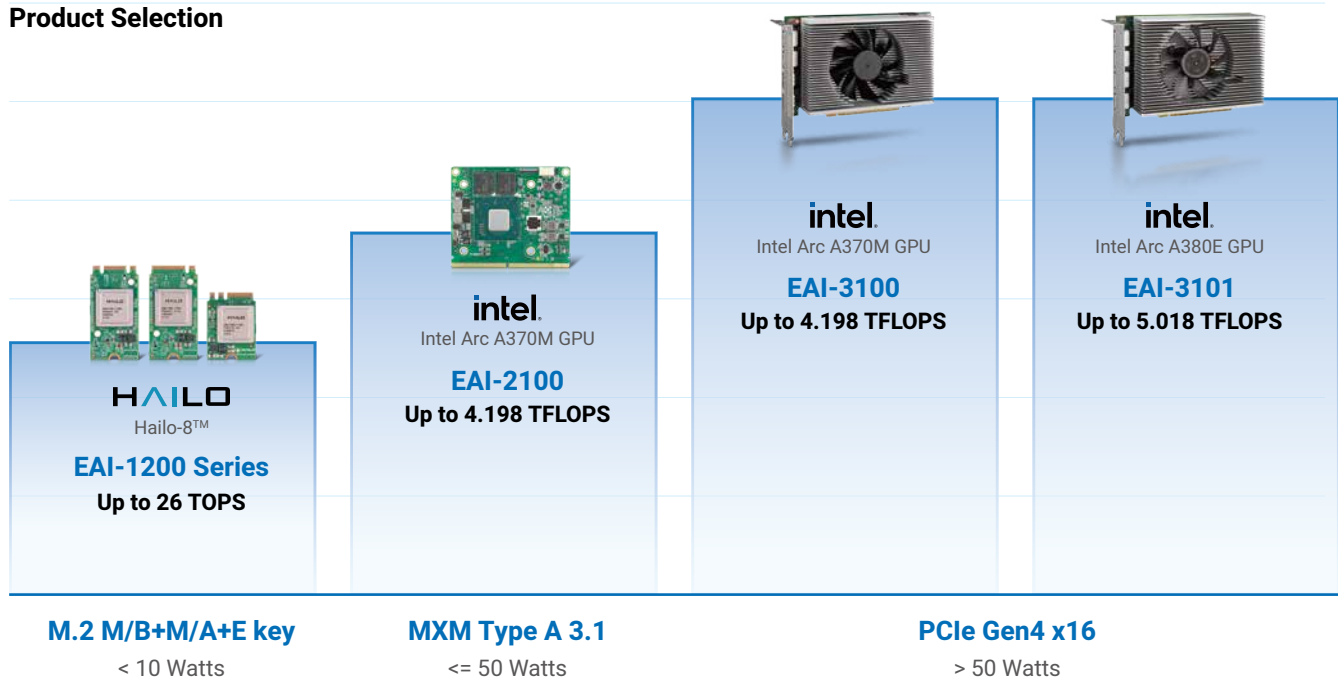 Product Selection
HAILO
Hailo-8™
EAI-1200 Series
Up to 26 TOPS
intel.
Intel Arc A370M GPU
EAI-2100
Up to 4.198 TFLOPS
intel.
Intel Arc A370M GPU
EAI-3100
Up to 4.198 TFLOPS
intel.
Intel Arc A380E GPU
EAI-3101
Up to 5.018 TFLOPS
M.2 M/B+M/A+E key
< 10 Watts
MXM Type A 3.1
<= 50 Watts
PCIe Gen4 x16
> 50 Watts